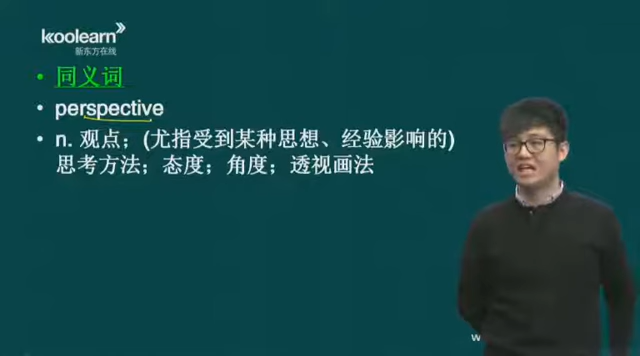 koolearn
新东方在线
• 同义词
• perspective
• n. 观点；(尤指受到某种思想、经验影响的)
思考方法；态度；角度；透视画法
w